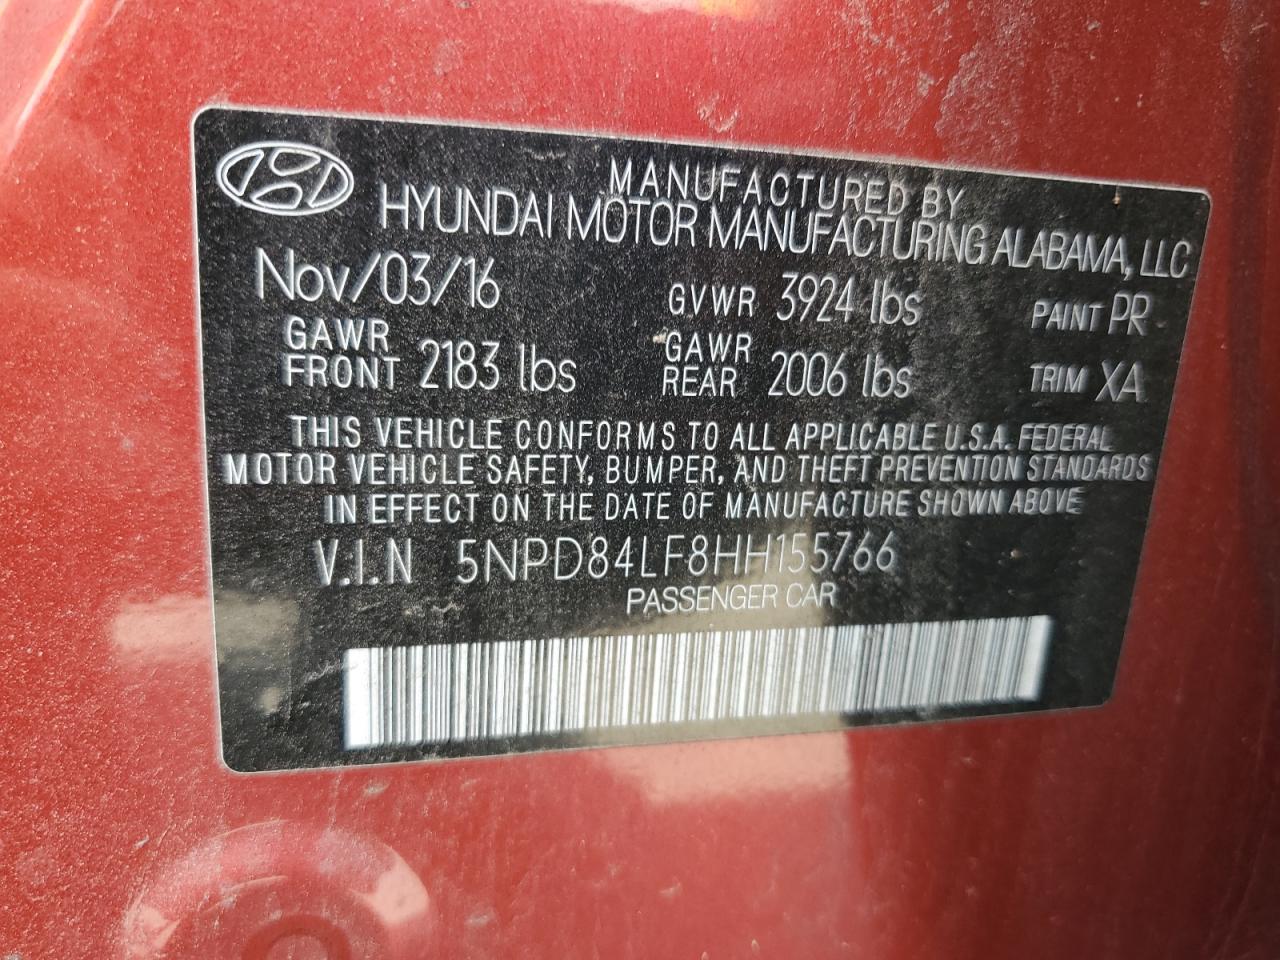 MANUFACTURED BY
HYUNDAI MOTOR MANUFACTURING ALABAMA, LLC
Nov/03/16 GVWR 3924 lbs PAINT PR
GAWR FRONT 2183 lbs GAWR REAR 2006 lbs TRIM XA
THIS VEHICLE CONFORMS TO ALL APPLICABLE U.S.A. FEDERAL
MOTOR VEHICLE SAFETY, BUMPER, AND THEFT PREVENTION STANDARDS
IN EFFECT ON THE DATE OF MANUFACTURE SHOWN ABOVE
V.I.N 5NPD84LF8HH155766
PASSENGER CAR